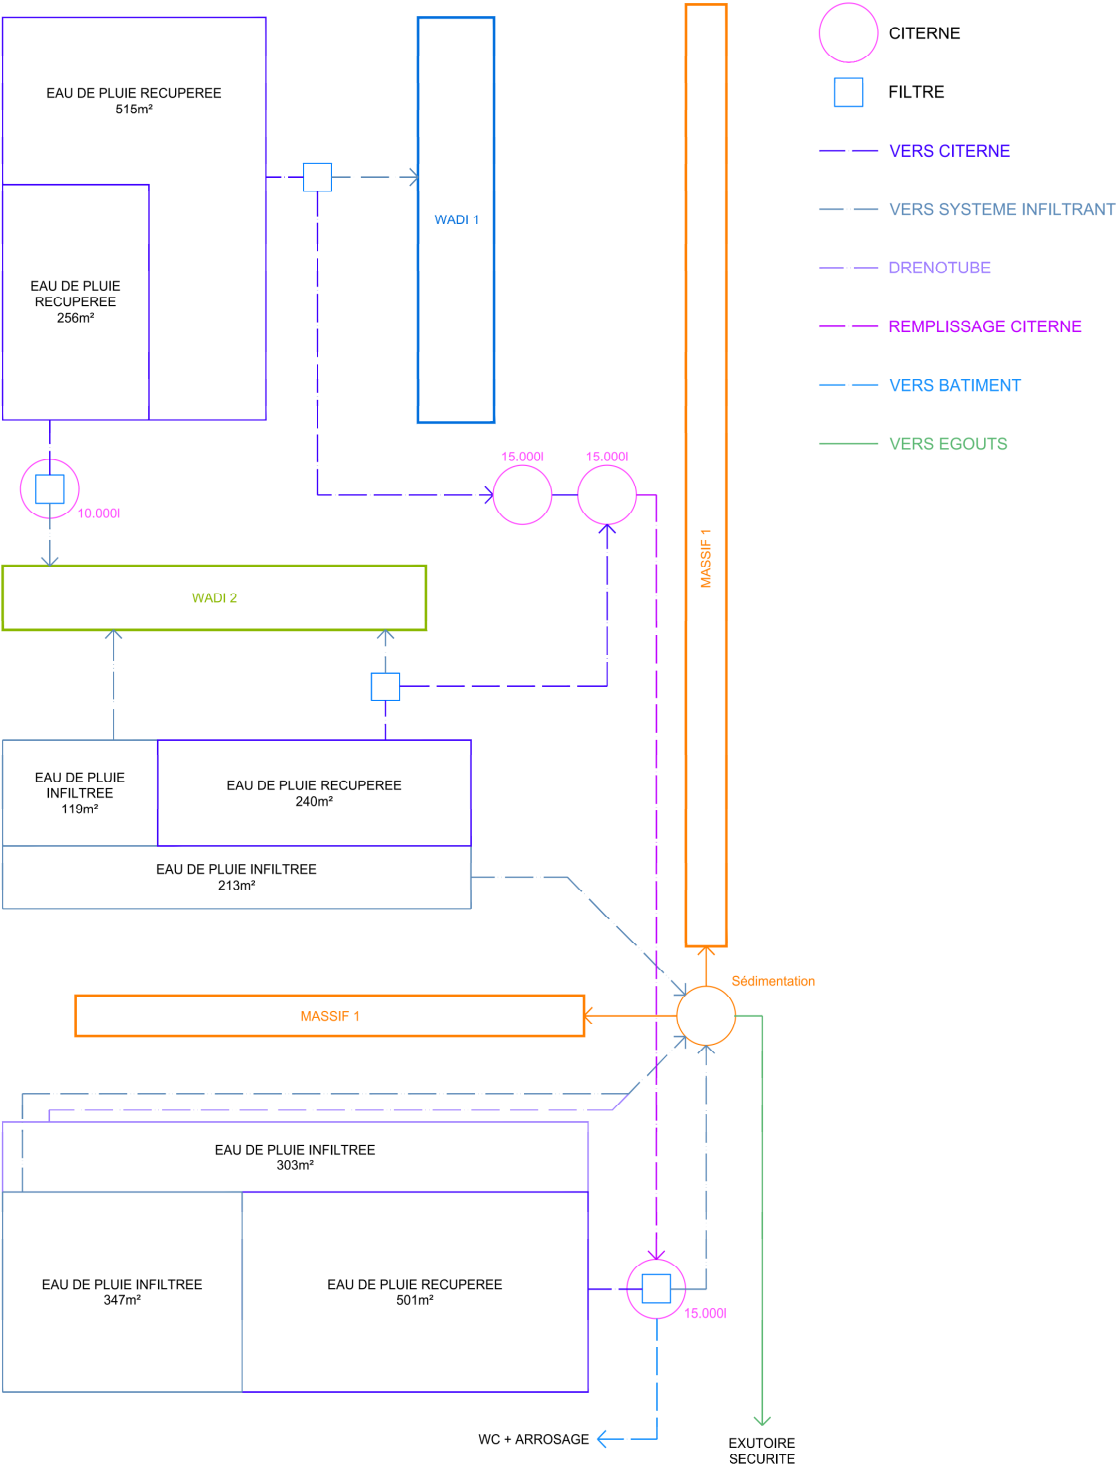 EAU DE PLUIE RECUPEREE
515m²
EAU DE PLUIE
RECUPEREE
256m²
10.000l
WADI 1
15.000l
15.000l
MASSIF 1
WADI 2
EAU DE PLUIE
INFILTREE
119m²
EAU DE PLUIE RECUPEREE
240m²
EAU DE PLUIE INFILTREE
213m²
Sédimentation
MASSIF 1
EAU DE PLUIE INFILTREE
303m²
EAU DE PLUIE INFILTREE
347m²
EAU DE PLUIE RECUPEREE
501m²
15.000l
WC + ARROSAGE
EXUTOIRE
SECURITE
CITERNE
FILTRE
VERS CITERNE
VERS SYSTEME INFILTRANT
DRENOTUBE
REMPLISSAGE CITERNE
VERS BATIMENT
VERS EGOUTS